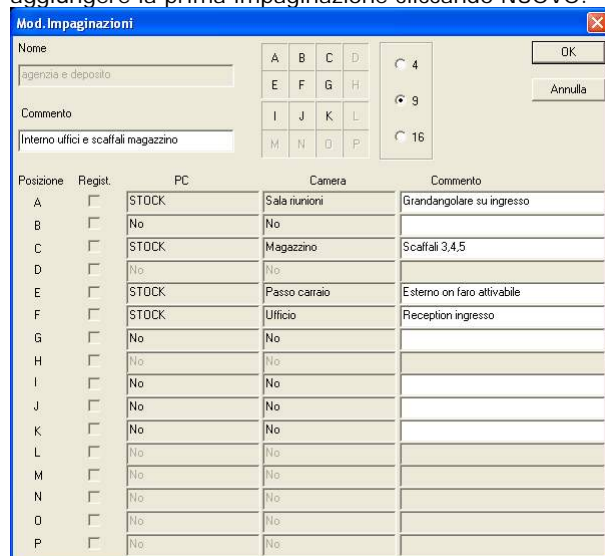 aggiungere la prima impaginazione cliccando NUOVO.
Mod. Impaginazioni
Nome
agenzia e deposito
Commento
Interno uffici e scaffali magazzino
A B C D
E F G H
I J K L
M N O P
4
9
16
OK
Annulla
Posizione Regist. PC Camera Commento
A STOCK Sala riunioni Grandangolare su ingresso
B No No
C STOCK Magazzino Scaffali 3,4,5
D No No
E STOCK Passo carraio Esterno on faro attivabile
F STOCK Ufficio Reception ingresso
G No No
H No No
I No No
J No No
K No No
L No No
M No No
N No No
O No No
P No No